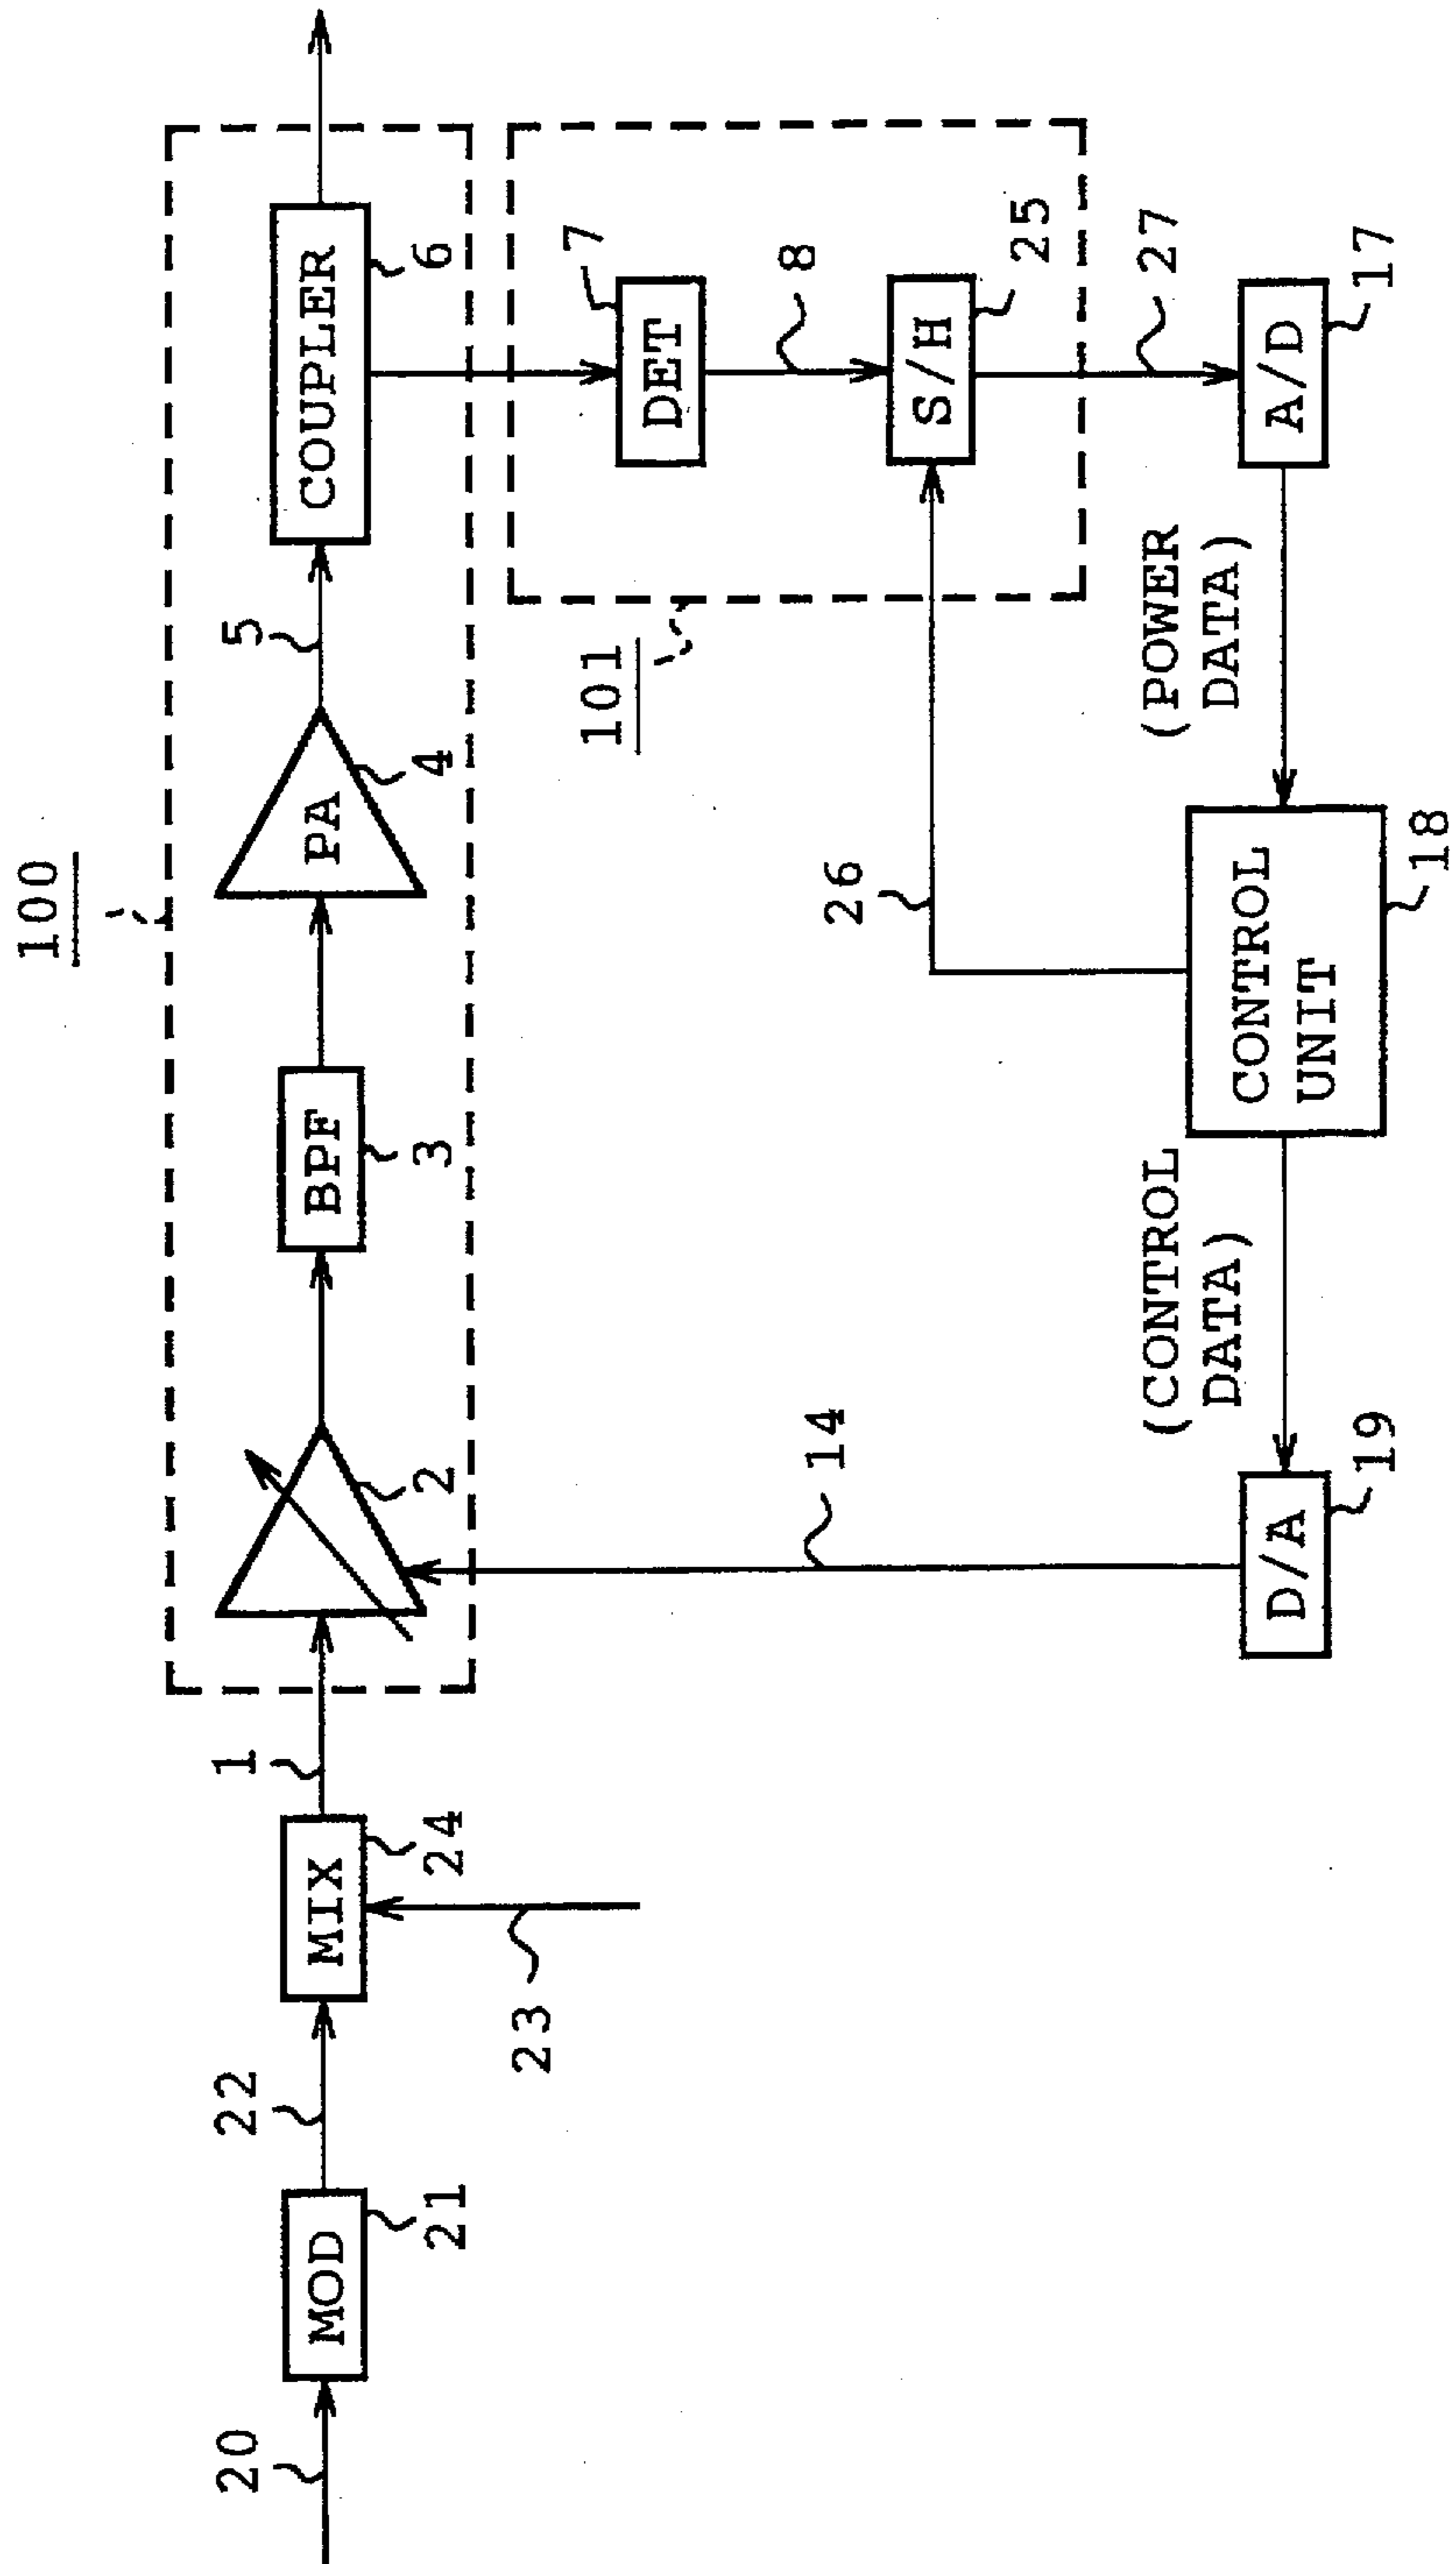 100
20
MOD
21
22
MIX
24
23
1
2
BPF
3
PA
4
5
COUPLER
6
101
DET
7
8
S/H
25
26
27
14
D/A
19
(CONTROL
DATA)
CONTROL
UNIT
18
(POWER
DATA)
A/D
17